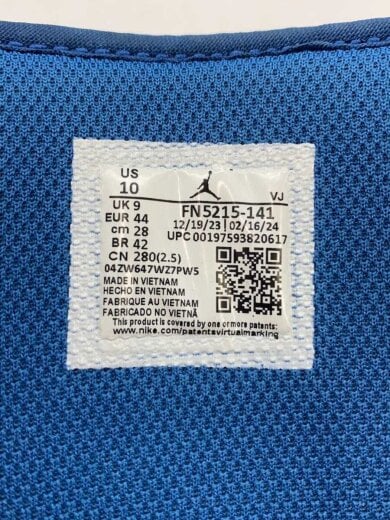 US
10
VJ
UK 9
FN5215-141
EUR 44
12/19/23 | 02/16/24
cm 28
UPC 00197593820617
BR 42
CN 280(2.5)
04ZW647WZ7PW5
MADE IN VIETNAM
HECHO EN VIETNAM
FABRIQUE AU VIETNAM
FABRICADO NO VIETNÃ
This product is covered by one or more patents:
www.nike.com/patentsvirtualmarking